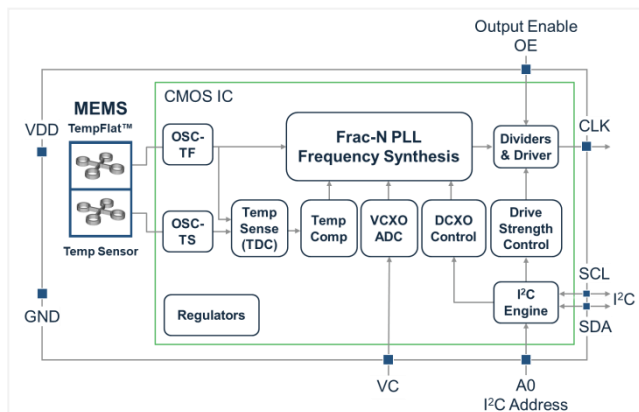 Output Enable
OE
CMOS IC
MEMS
TempFlat™
VDD
OSC-
TF
Frac-N PLL
Frequency Synthesis
Dividers
& Driver
CLK
OSC-
TS
Temp
Sense
(TDC)
Temp
Comp
VCXO
ADC
DCXO
Control
Drive
Strength
Control
Temp Sensor
SCL
I²C
SDA
I²C
Engine
GND
Regulators
VC
A0
I²C Address